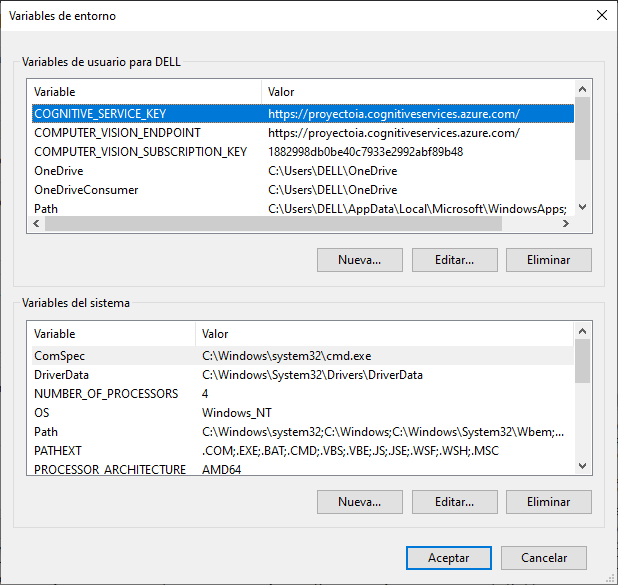 Variables de entorno
Variables de usuario para DELL
Variable Valor
COGNITIVE_SERVICE_KEY https://proyectoia.cognitiveservices.azure.com/
COMPUTER_VISION_ENDPOINT https://proyectoia.cognitiveservices.azure.com/
COMPUTER_VISION_SUBSCRIPTION_KEY 1882998db0be40c7933e2992abf89b48
OneDrive C:\Users\DELL\OneDrive
OneDriveConsumer C:\Users\DELL\OneDrive
Path C:\Users\DELL\AppData\Local\Microsoft\WindowsApps;
Nueva... Editar... Eliminar
Variables del sistema
Variable Valor
ComSpec C:\Windows\system32\cmd.exe
DriverData C:\Windows\System32\Drivers\DriverData
NUMBER_OF_PROCESSORS 4
OS Windows_NT
Path C:\Windows\system32;C:\Windows;C:\Windows\System32\Wbem;...
PATHEXT .COM;.EXE;.BAT;.CMD;.VBS;.VBE;.JS;.JSE;.WSF;.WSH;.MSC
PROCESSOR_ARCHITECTURE AMD64
Nueva... Editar... Eliminar
Aceptar Cancelar